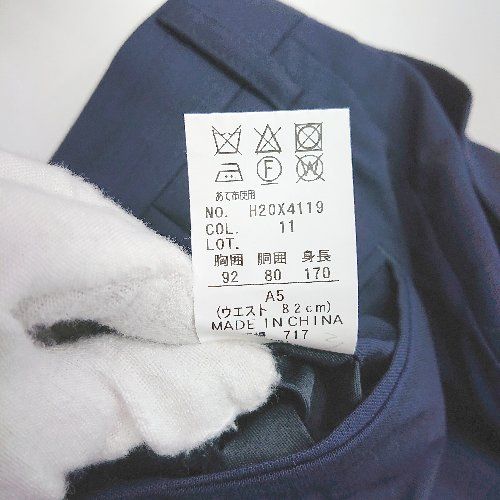 F W
あて布使用
NO. H20X4119
COL. 11
LOT.
胸囲 胴囲 身長
92 80 170
A5
(ウエスト 82cm)
MADE IN CHINA
717